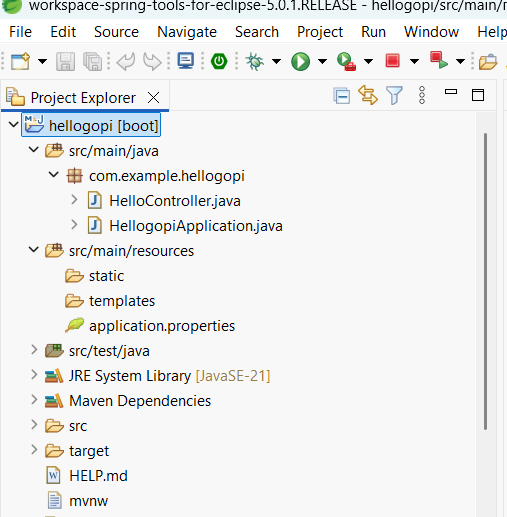 workspace-spring-tools-for-eclipse-5.0.1.RELEASE - hellogopi/src/main/r
File Edit Source Navigate Search Project Run Window Help
Project Explorer
hellogopi [boot]
src/main/java
com.example.hellogopi
HelloController.java
HellogopiApplication.java
src/main/resources
static
templates
application.properties
src/test/java
JRE System Library [JavaSE-21]
Maven Dependencies
src
target
HELP.md
mvnw